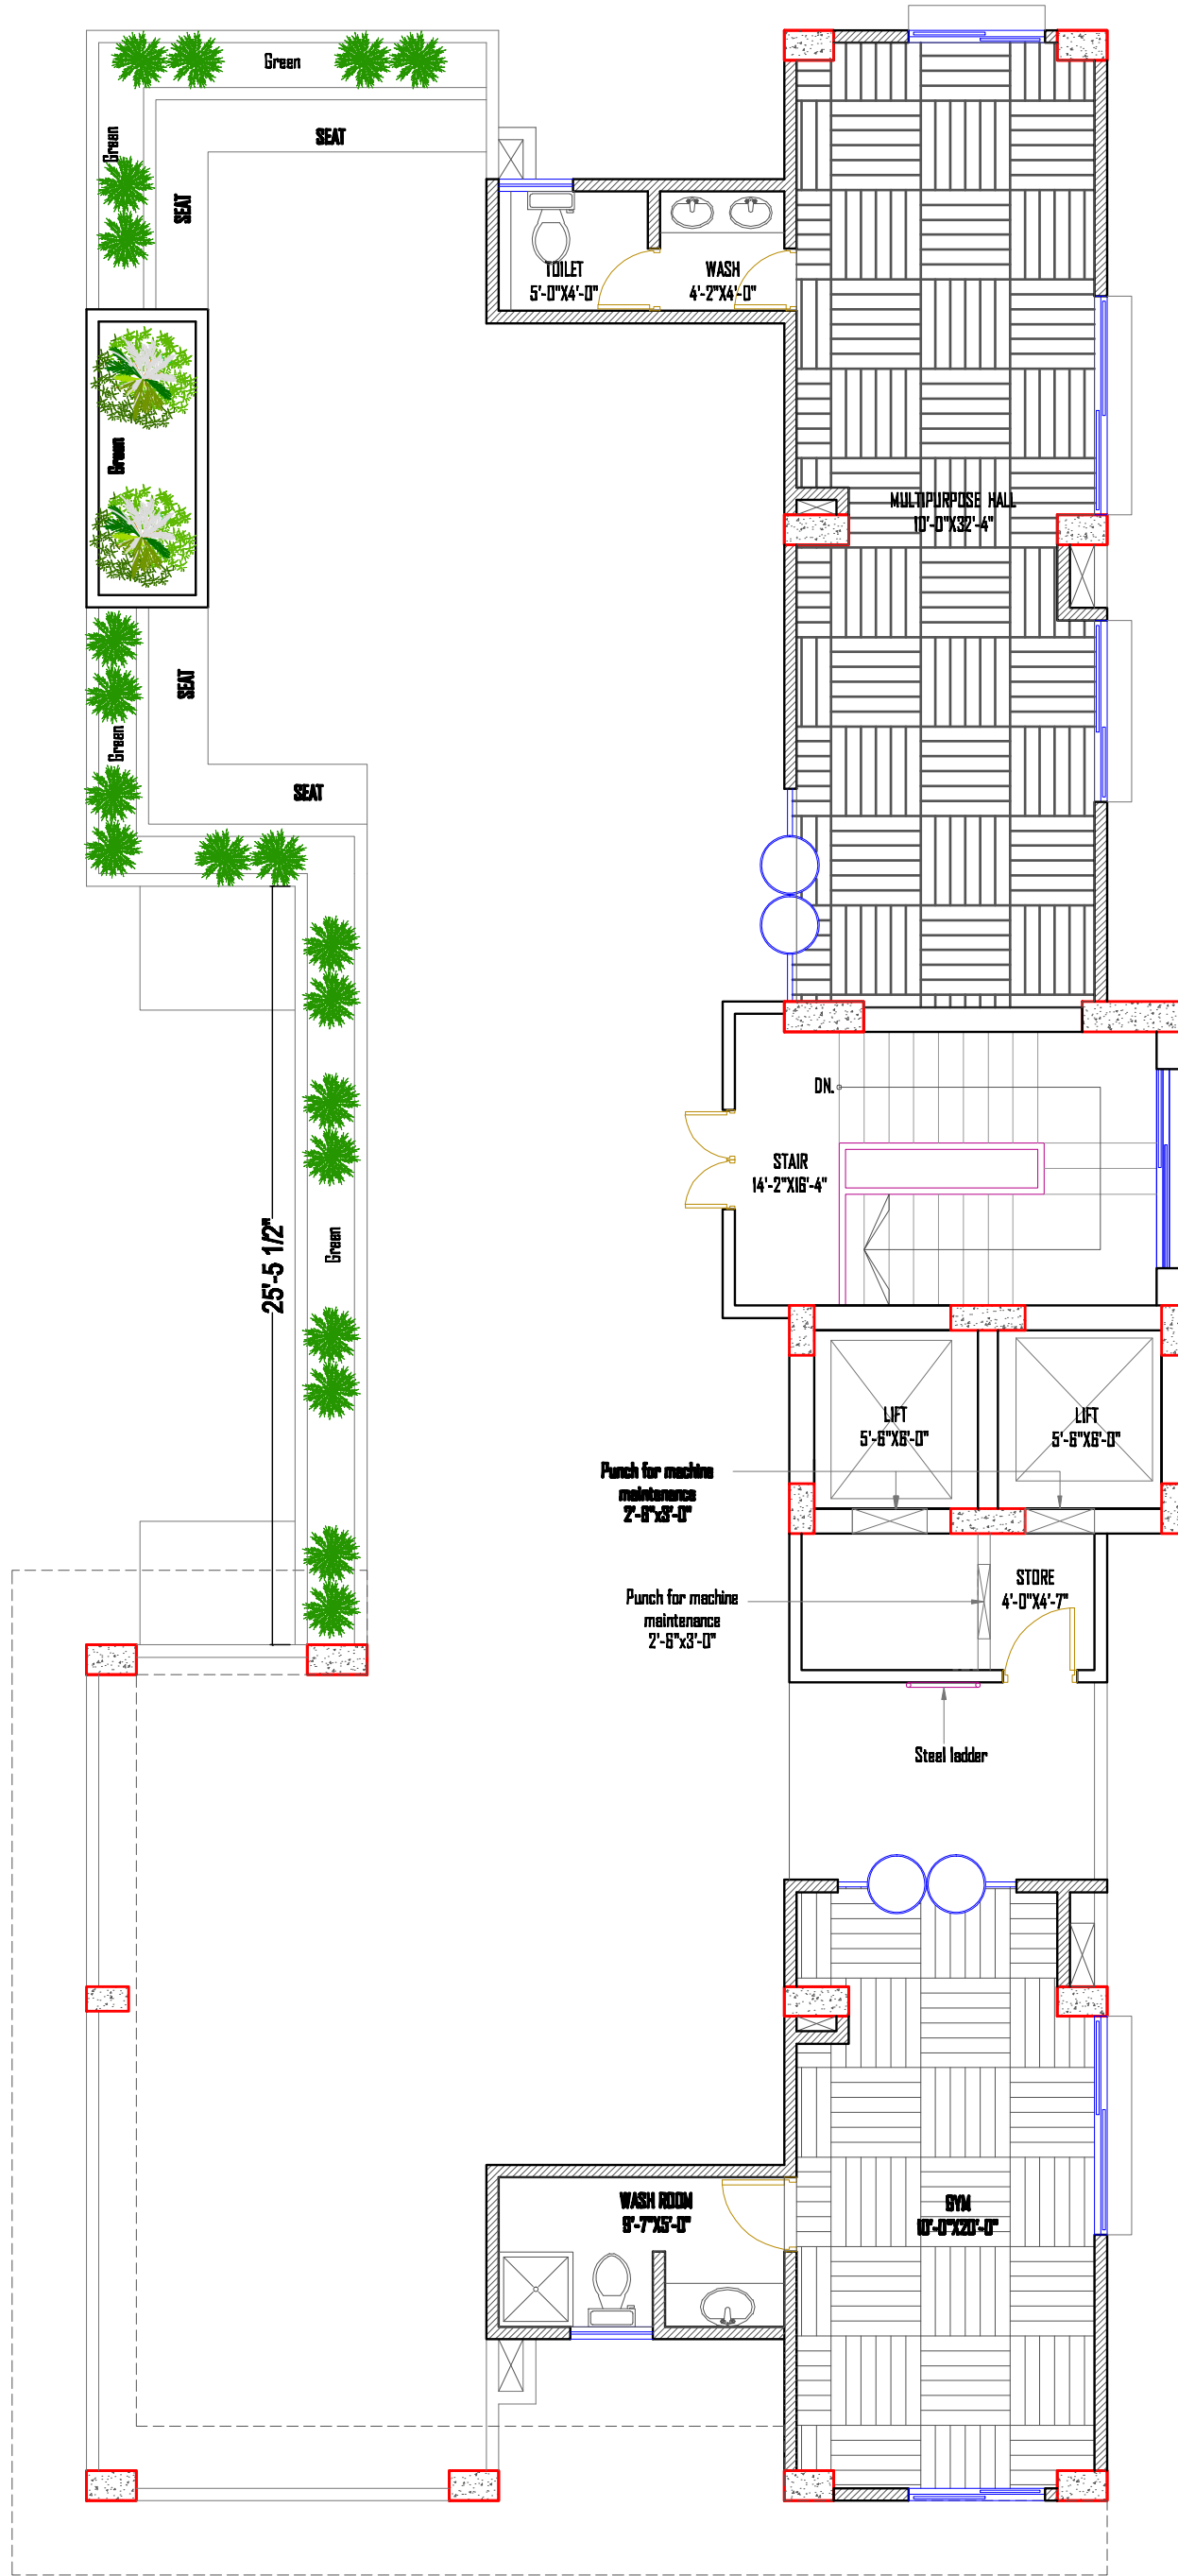 Green
Green
SEAT
SEAT
TOILET
5'-0"X4'-0"
WASH
4'-2"X4'-0"
Green
MULTIPURPOSE HALL
10'-0"X32'-4"
SEAT
Green
SEAT
DN.
STAIR
14'-2"X16'-4"
25'-5 1/2"
Green
LIFT
5'-6"X6'-0"
LIFT
5'-6"X6'-0"
Punch for machine
maintenance
2'-6"x3'-0"
STORE
4'-0"X4'-7"
Punch for machine
maintenance
2'-6"x3'-0"
Steel ladder
WASH ROOM
9'-7"X5'-0"
GYM
10'-0"X20'-0"